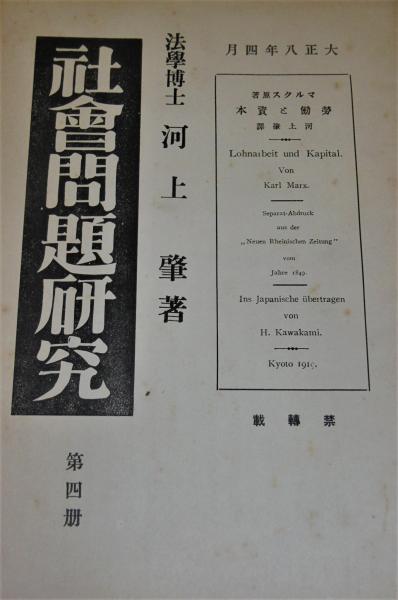 大正八年四月
マルクス原著
勞働と資本
河上肇譯
Lohnarbeit und Kapital.
Von
Karl Marx.
Separat-Abdruck
aus der
„Neuen Rheinischen Zeitung"
vom
Jahre 1849.
Ins Japanische übertragen
von
H. Kawakami.
Kyoto 1919.
禁轉載
法學博士 河上肇著
社會問題研究
第四册